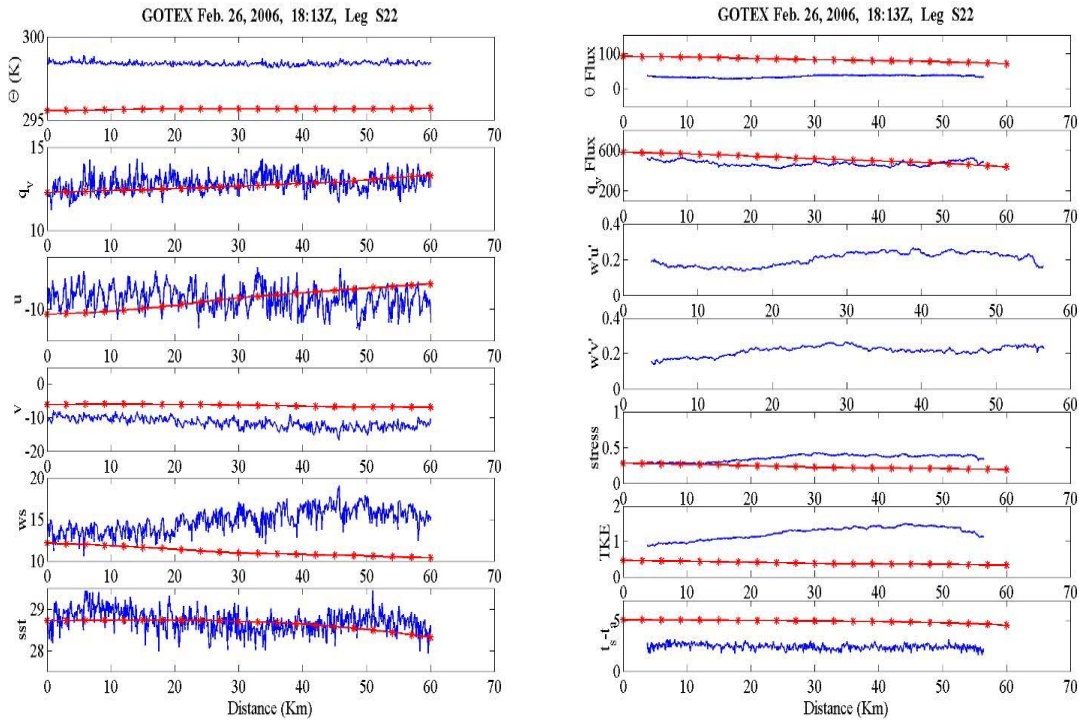 GOTEX Feb. 26, 2006, 18:13Z, Leg S22
300
Θ (K)
295
0 10 20 30 40 50 60 70
15
q_v
10
0 10 20 30 40 50 60 70
u
-10
0 10 20 30 40 50 60 70
0
v
-10
-20
0 10 20 30 40 50 60 70
20
ws
15
10
0 10 20 30 40 50 60 70
29
sst
28
0 10 20 30 40 50 60 70
Distance (Km)
GOTEX Feb. 26, 2006, 18:13Z, Leg S22
100
Θ Flux
0
0 10 20 30 40 50 60 70
600
q_v Flux
200
0 10 20 30 40 50 60 70
0.4
w'u'
0.2
0
0 10 20 30 40 50 60
0.4
w'v'
0.2
0
0 10 20 30 40 50 60
1
stress
0.5
0
0 10 20 30 40 50 60 70
2
TKE
1
0
0 10 20 30 40 50 60 70
5
t_s-t_a
0
0 10 20 30 40 50 60 70
Distance (Km)